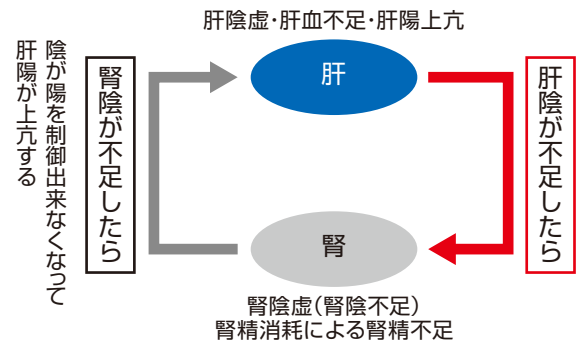 肝陰虚・肝血不足・肝陽上亢
肝
肝陰が不足したら
腎
腎陰虚（腎陰不足）
腎精消耗による腎精不足
腎陰が不足したら
陰が陽を制御出来なくなって
肝陽が上亢する